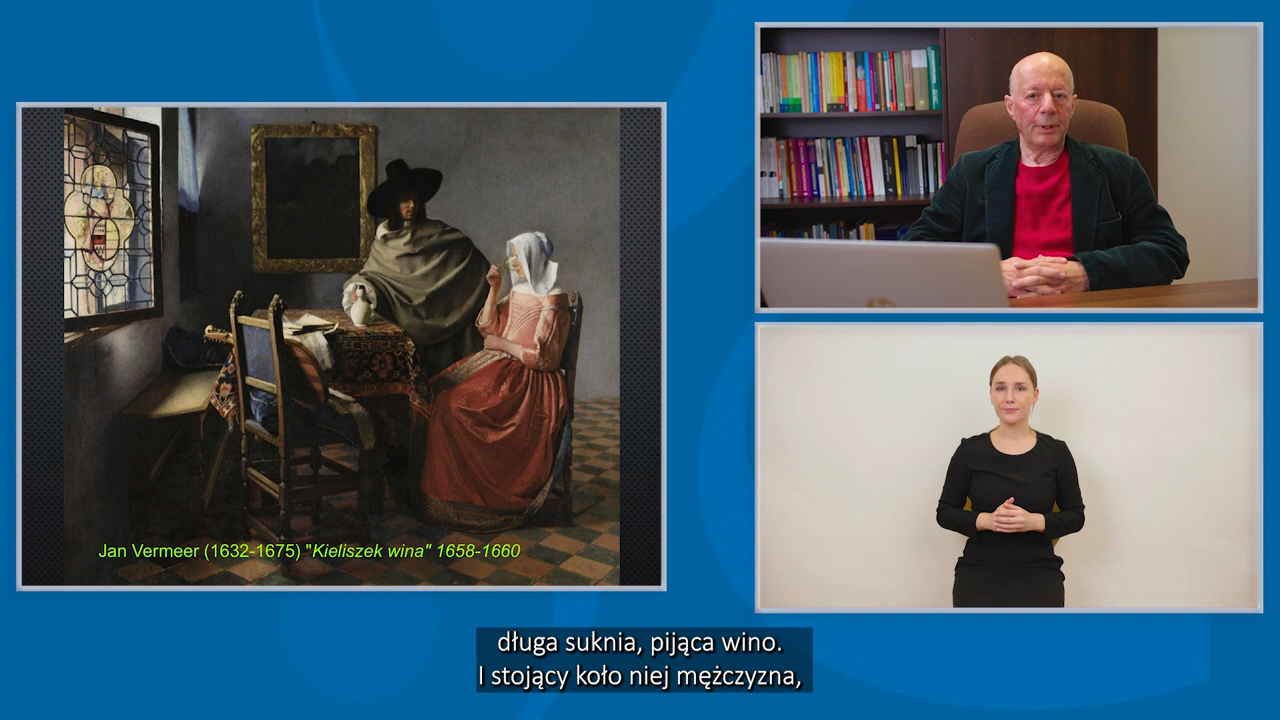 Jan Vermeer (1632-1675) "Kieliszek wina" 1658-1660
długa suknia, pijąca wino.
I stojący koło niej mężczyzna,